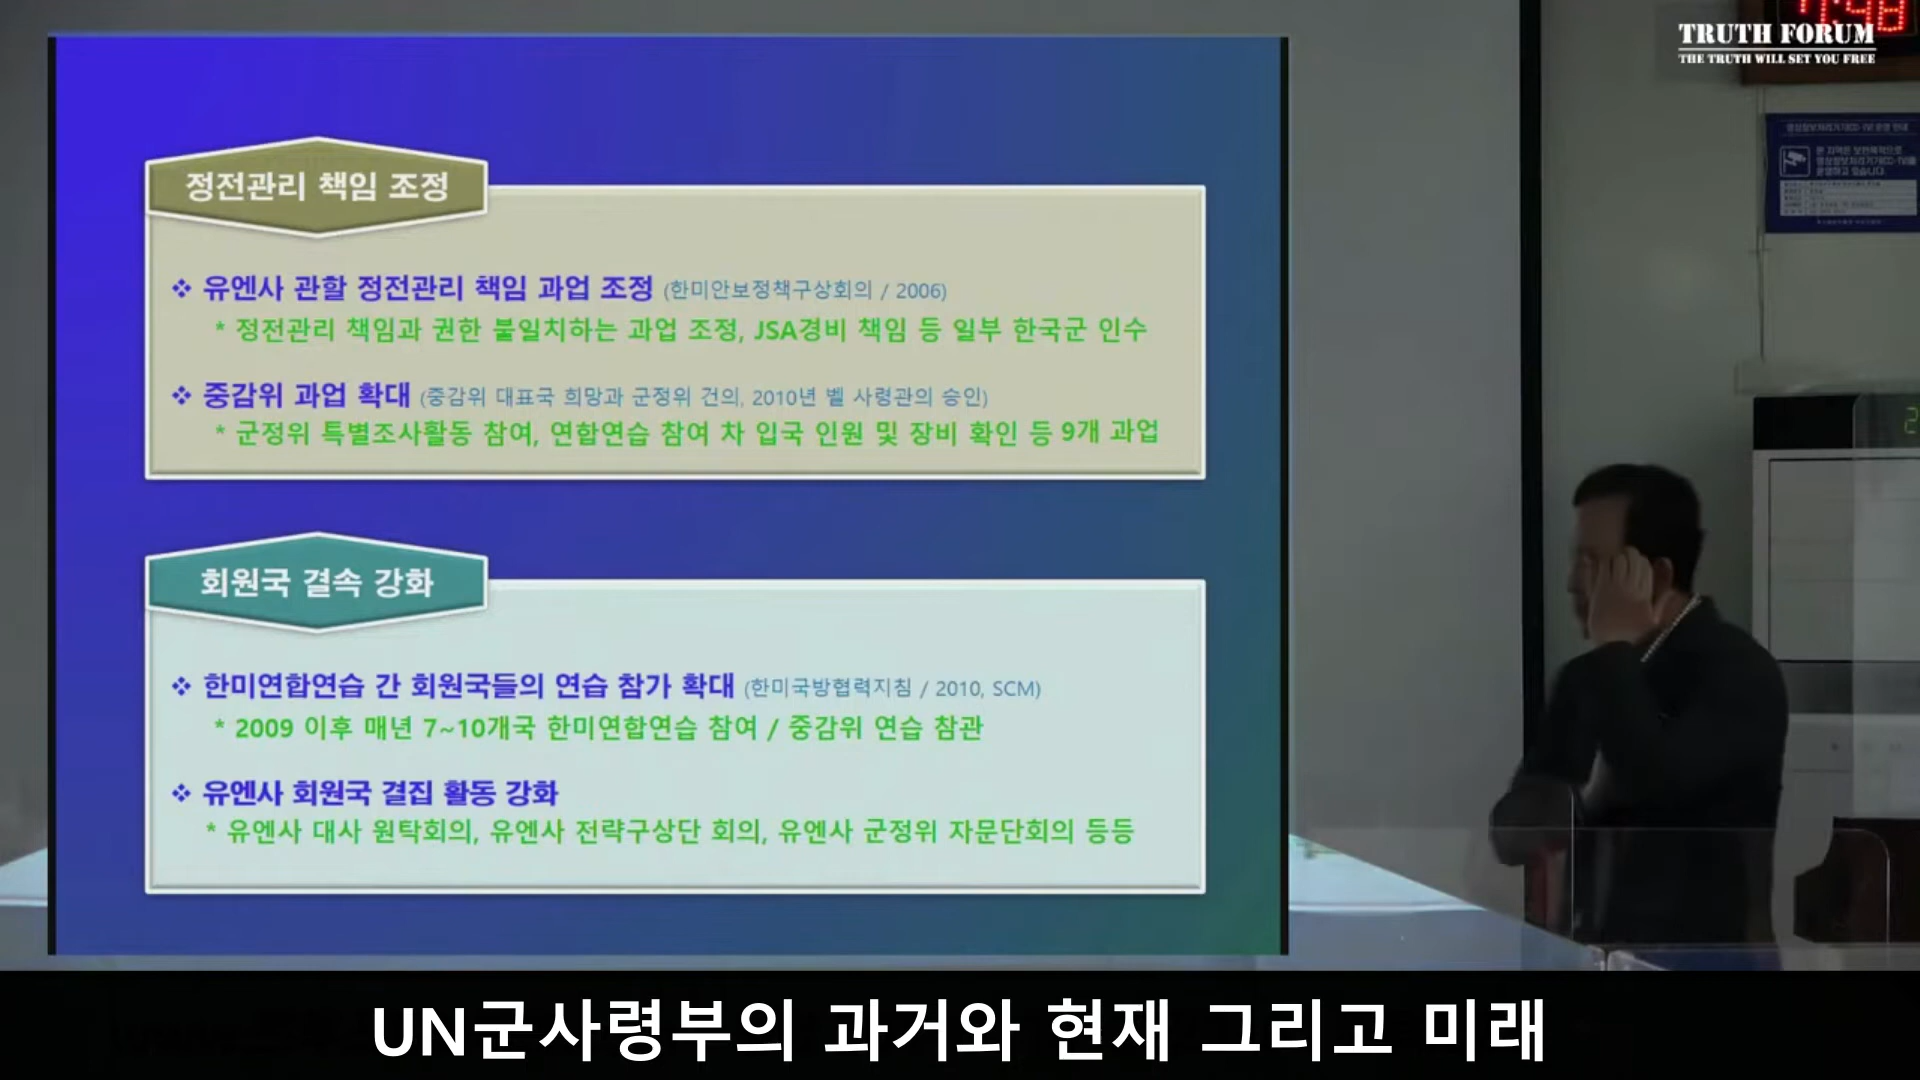 TRUTH FORUM
THE TRUTH WILL SET YOU FREE
정전관리 책임 조정
❖ 유엔사 관할 정전관리 책임 과업 조정 (한미안보정책구상회의 / 2006)
* 정전관리 책임과 권한 불일치하는 과업 조정, JSA경비 책임 등 일부 한국군 인수
❖ 중감위 과업 확대 (중감위 대표국 희망과 군정위 건의, 2010년 벨 사령관의 승인)
* 군정위 특별조사활동 참여, 연합연습 참여 차 입국 인원 및 장비 확인 등 9개 과업
회원국 결속 강화
❖ 한미연합연습 간 회원국들의 연습 참가 확대 (한미국방협력지침 / 2010, SCM)
* 2009 이후 매년 7~10개국 한미연합연습 참여 / 중감위 연습 참관
❖ 유엔사 회원국 결집 활동 강화
* 유엔사 대사 원탁회의, 유엔사 전략구상단 회의, 유엔사 군정위 자문단회의 등등
본 지역은
운영하고 있습니다
UN군사령부의 과거와 현재 그리고 미래